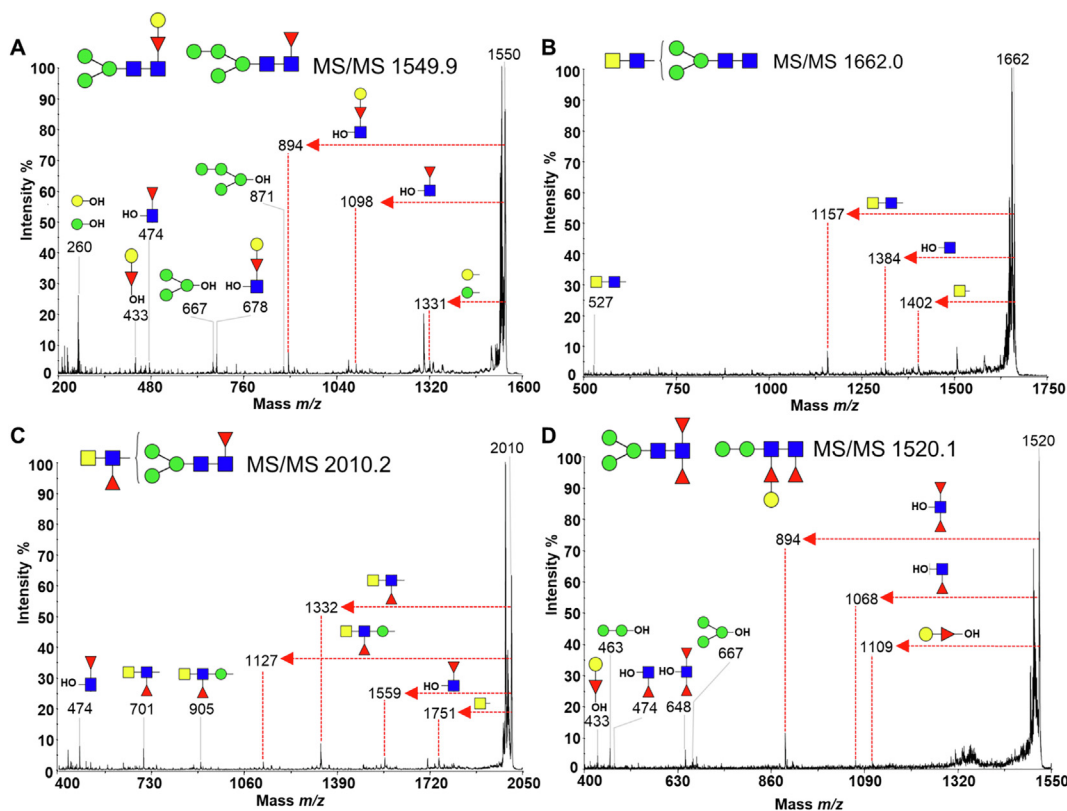 A
MS/MS 1549.9
1550
Intensity %
100
90
80
70
60
50
40
30
20
10
0
HO
894
OH
871
HO
1098
OH
OH
260
HO
474
OH
433
OH
667
HO
678
1331
200 480 760 1040 1320 1600
Mass m/z
B
MS/MS 1662.0
1662
Intensity %
100
90
80
70
60
50
40
30
20
10
0
1157
HO
1384
1402
527
500 750 1000 1250 1500 1750
Mass m/z
C
MS/MS 2010.2
2010
Intensity %
100
90
80
70
60
50
40
30
20
10
0
1332
1127
HO
1559
1751
HO
474
701
905
400 730 1060 1390 1720 2050
Mass m/z
D
MS/MS 1520.1
1520
Intensity %
100
90
80
70
60
50
40
30
20
10
0
HO
894
HO
1068
OH
1109
OH
463
OH
667
OH
433
HO
474
HO
648
400 630 860 1090 1320 1550
Mass m/z